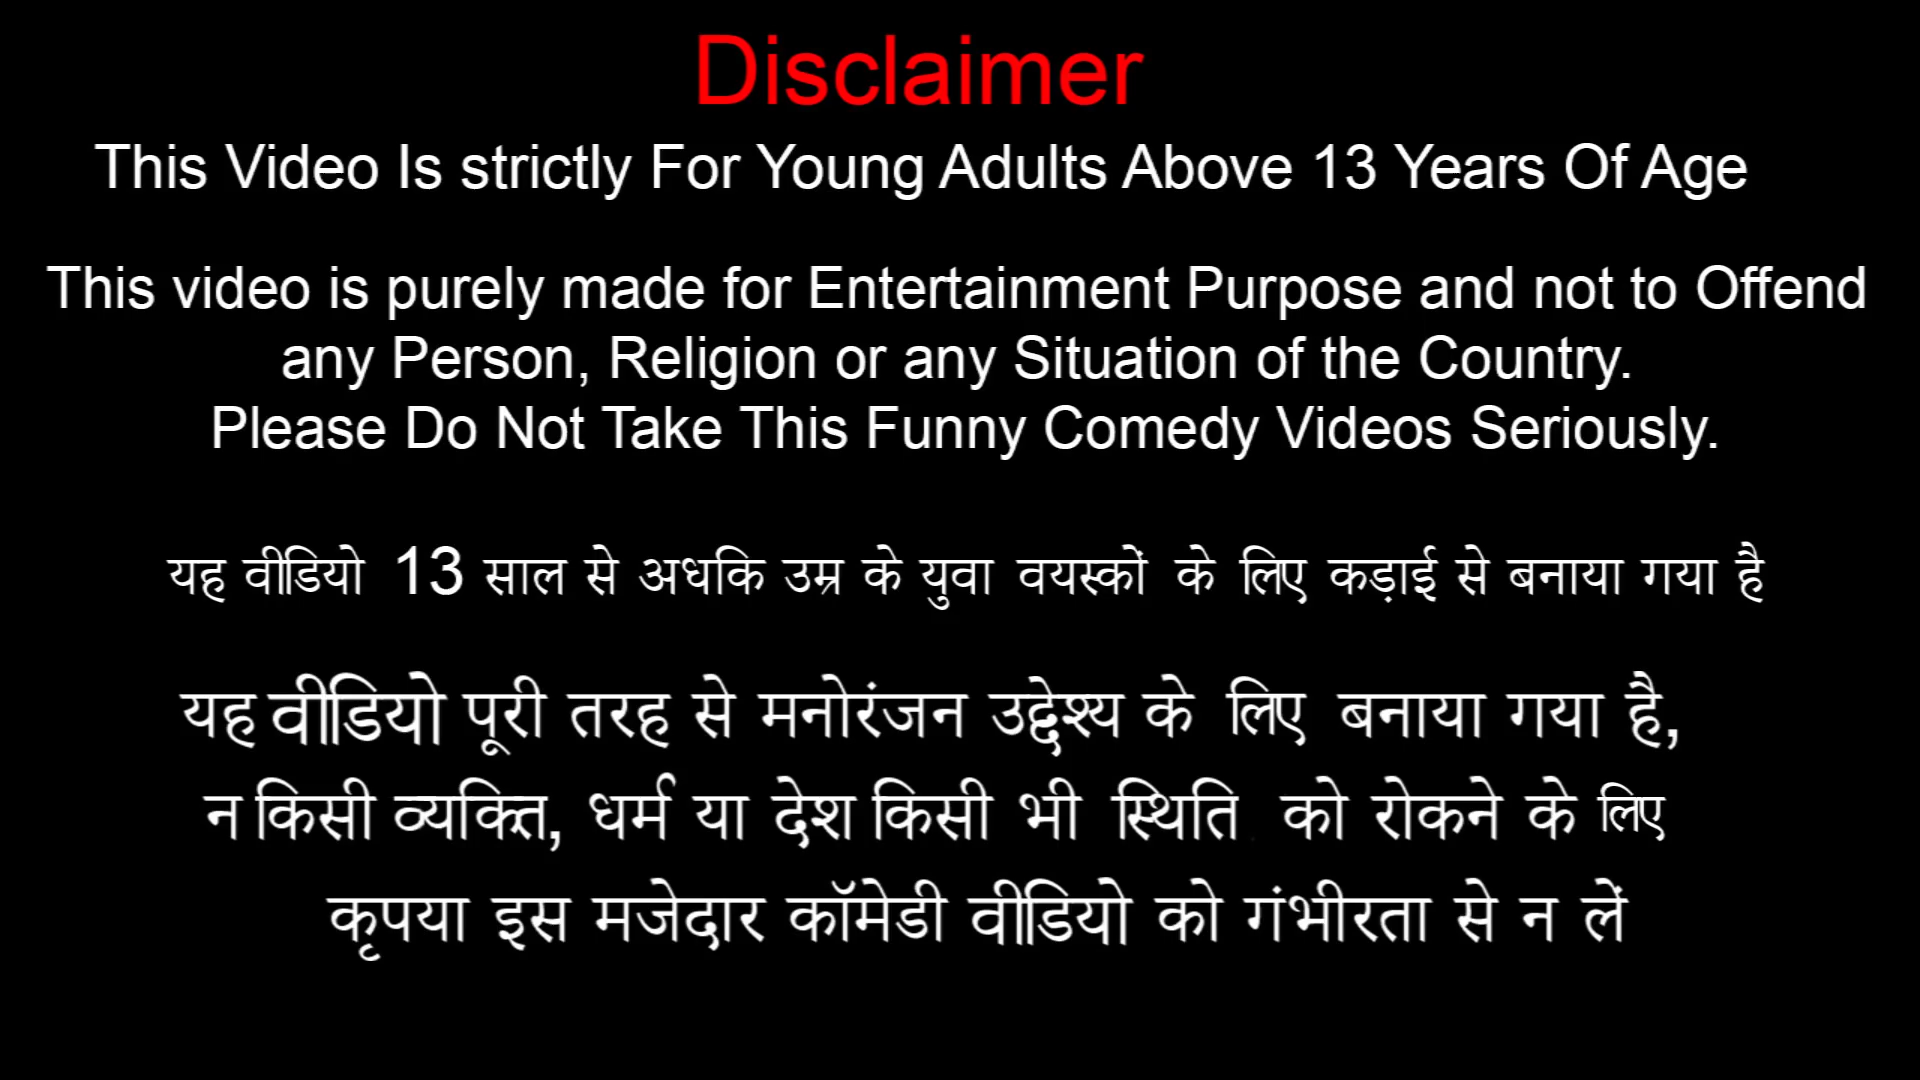 Disclaimer
This Video Is strictly For Young Adults Above 13 Years Of Age
This video is purely made for Entertainment Purpose and not to Offend
any Person, Religion or any Situation of the Country.
Please Do Not Take This Funny Comedy Videos Seriously.
यह वीडियो 13 साल से अधकि उम्र के युवा वयस्कों के लिए कड़ाई से बनाया गया है
यह वीडियो पूरी तरह से मनोरंजन उद्देश्य के लिए बनाया गया है,
न किसी व्यक्ति, धर्म या देश किसी भी स्थिति को रोकने के लिए
कृपया इस मजेदार कॉमेडी वीडियो को गंभीरता से न लें